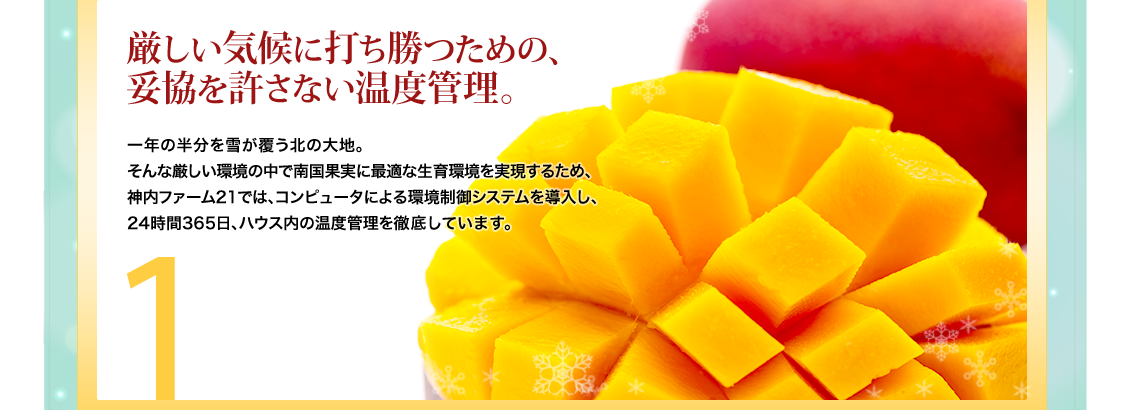 厳しい気候に打ち勝つための、
妥協を許さない温度管理。
一年の半分を雪が覆う北の大地。
そんな厳しい環境の中で南国果実に最適な生育環境を実現するため、
神内ファーム21では、コンピュータによる環境制御システムを導入し、
24時間365日、ハウス内の温度管理を徹底しています。
1